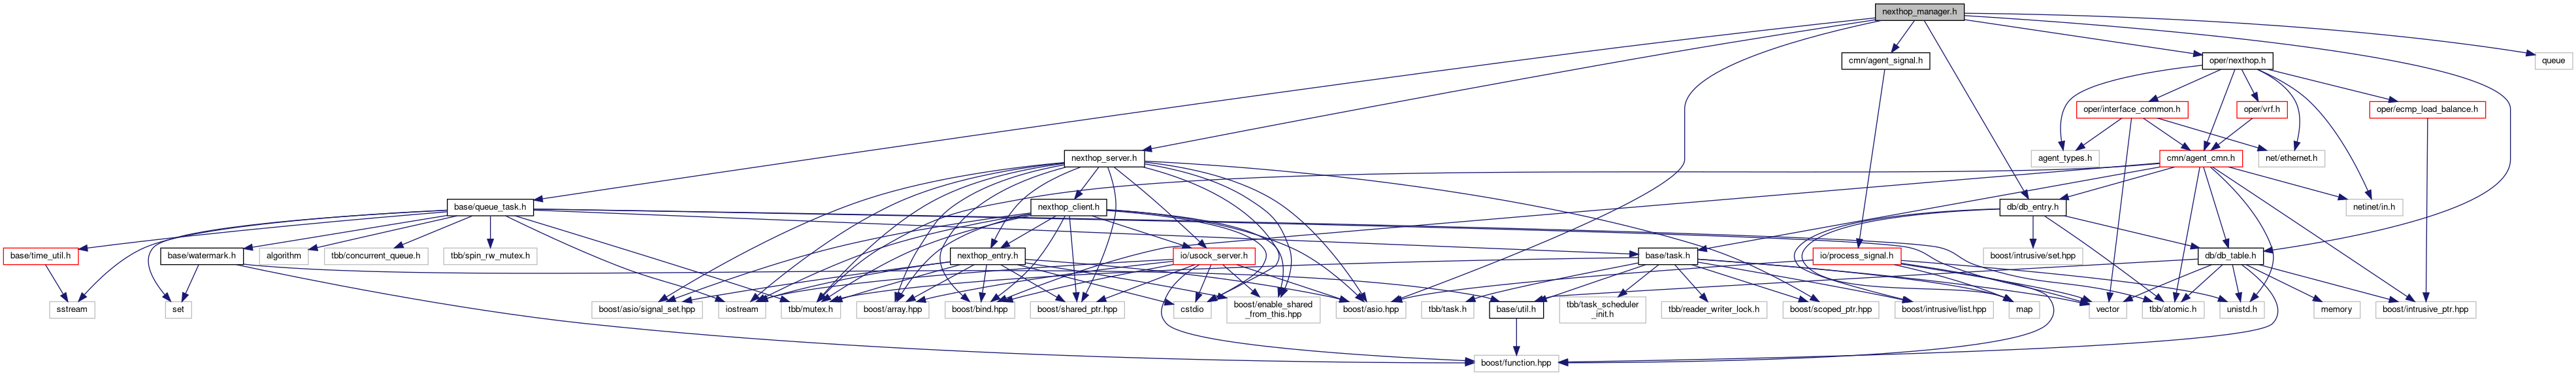 nexthop_manager.h
cmn/agent_signal.h
oper/nexthop.h
queue
oper/interface_common.h
oper/vrf.h
oper/ecmp_load_balance.h
nexthop_server.h
agent_types.h
cmn/agent_cmn.h
net/ethernet.h
base/queue_task.h
nexthop_client.h
db/db_entry.h
netinet/in.h
base/time_util.h
base/watermark.h
algorithm
tbb/concurrent_queue.h
tbb/spin_rw_mutex.h
nexthop_entry.h
io/usock_server.h
base/task.h
io/process_signal.h
boost/intrusive/set.hpp
db/db_table.h
sstream
set
boost/asio/signal_set.hpp
iostream
tbb/mutex.h
boost/array.hpp
boost/bind.hpp
boost/shared_ptr.hpp
cstdio
boost/enable_shared
_from_this.hpp
boost/asio.hpp
tbb/task.h
base/util.h
tbb/task_scheduler
_init.h
tbb/reader_writer_lock.h
boost/scoped_ptr.hpp
boost/intrusive/list.hpp
map
vector
tbb/atomic.h
unistd.h
memory
boost/intrusive_ptr.hpp
boost/function.hpp